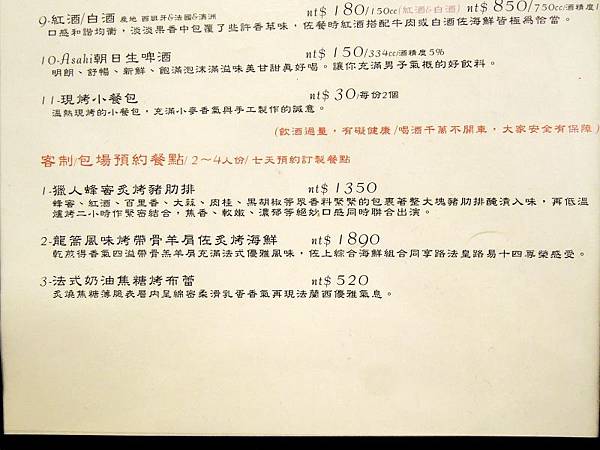 9-紅酒/白酒 產地 西班牙&法國&澳洲 nt$ 180/150cc(紅酒&白酒) nt$ 850/750cc/酒精度1
口感和諧均衡，淡淡果香中包覆了些許香草味，佐餐時紅酒搭配牛肉或白酒佐海鮮皆極為恰當。
10-Asahi朝日生啤酒 nt$ 150/334cc/酒精度5%
明朗、舒暢、新鮮、飽滿泡沫滿溢味美甘甜真好喝。讓你充滿男子氣概的好飲料。
11-現烤小餐包 nt$ 30/每份2個
溫熱現烤的小餐包，充滿小麥香氣與手工製作的誠意。
(飲酒過量，有礙健康/喝酒千萬不開車，大家安全有保障)
客制/包場預約餐點/2～4人份/七天預約訂製餐點
1-獵人蜂蜜炙烤豬肋排 nt$ 1350
蜂蜜、紅酒、百里香、大蒜、肉桂、黑胡椒等眾香料緊緊的包裹著整大塊豬肋排醃漬入味，再低溫
爐烤二小時作緊密結合，焦香、軟嫩、濃郁等絕妙口感同時聯合演出。
2-龍蒿風味烤帶骨羊肩佐炙烤海鮮 nt$ 1890
乾煎得香氣四溢帶骨羔羊肩充滿法式優雅風味，佐上綜合海鮮組合同享路法皇路易十四尊榮感受。
3-法式奶油焦糖烤布蕾 nt$ 520
炙燒焦糖薄脆表層內呈綿密柔滑乳蛋香氣再現法蘭西優雅氣息。